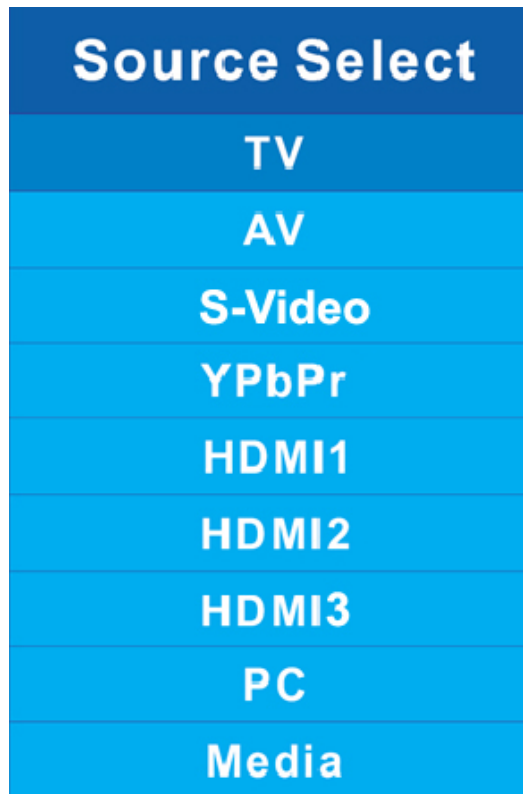 Source Select
TV
AV
S-Video
YPbPr
HDMI1
HDMI2
HDMI3
PC
Media